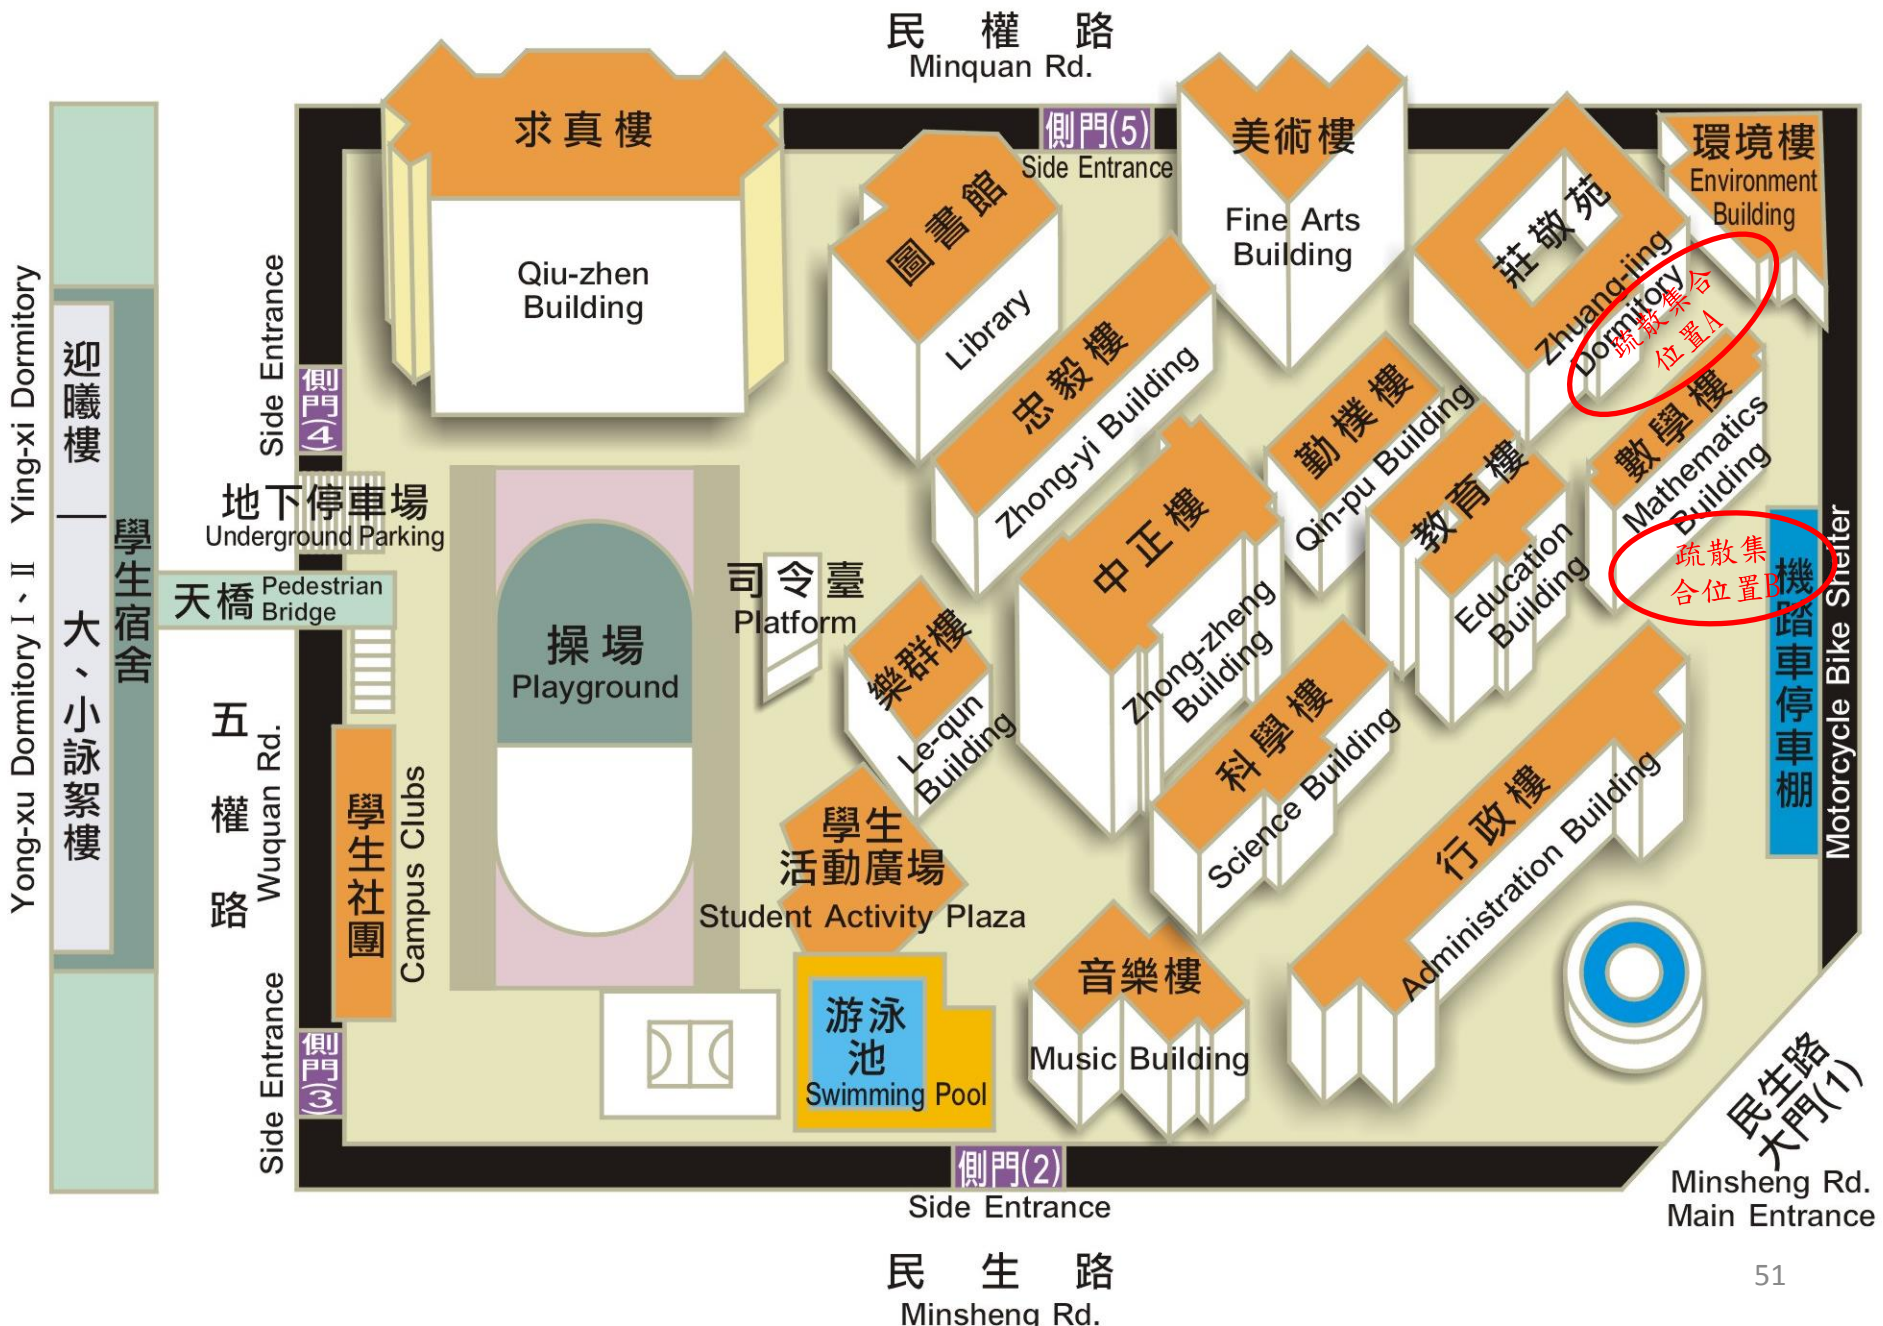 民 權 路
Minquan Rd.
求真樓
Qiu-zhen
Building
側門(5)
Side Entrance
圖書館
Library
美術樓
Fine Arts
Building
莊敬苑
Zhuang-jing
Dormitory
環境樓
Environment
Building
疏散集合
位置A
忠毅樓
Zhong-yi Building
勤樸樓
Qin-pu Building
教育樓
Education
Building
數學樓
Mathematics
Building
疏散集
合位置B
機踏車停車棚
Motorcycle Bike Shelter
中正樓
Zhong-zheng
Building
Ying-xi Dormitory
Yong-xu Dormitory I、II
迎曦樓
大、小詠絮樓
學生宿舍
Side Entrance
側門(4)
地下停車場
Underground Parking
天橋
Pedestrian
Bridge
五權路
Wuquan Rd.
學生社團
Campus Clubs
操場
Playground
司令臺
Platform
樂群樓
Le-qun
Building
科學樓
Science Building
行政樓
Administration Building
學生
活動廣場
Student Activity Plaza
游泳
池
Swimming Pool
音樂樓
Music Building
Side Entrance
側門(3)
側門(2)
Side Entrance
民生路
大門(1)
Minsheng Rd.
Main Entrance
民 生 路
Minsheng Rd.
51